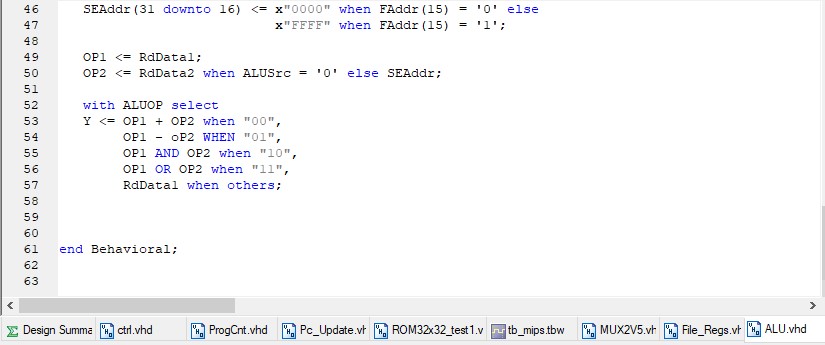 46 SEAddr(31 downto 16) <= x"0000" when FAddr(15) = '0' else
47 x"FFFF" when FAddr(15) = '1';
48
49 OP1 <= RdData1;
50 OP2 <= RdData2 when ALUSrc = '0' else SEAddr;
51
52 with ALUOP select
53 Y <= OP1 + OP2 when "00",
54 OP1 - oP2 WHEN "01",
55 OP1 AND OP2 when "10",
56 OP1 OR OP2 when "11",
57 RdData1 when others;
58
59
60
61 end Behavioral;
62
63
Design Summa ctrl.vhd ProgCnt.vhd Pc_Update.vh ROM32x32_test1.v tb_mips.tbw MUX2V5.vh File_Regs.vh ALU.vhd